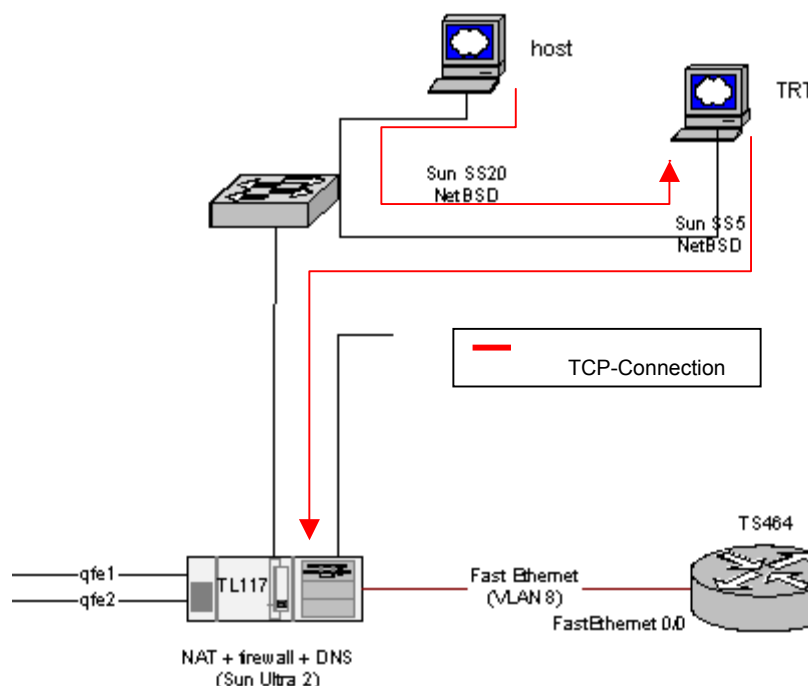 host
TRT
Sun SS20
NetBSD
Sun SS5
NetBSD
TCP-Connection
TS464
qfe1
qfe2
TL117
Fast Ethernet
(VLAN 8)
FastEthernet 0/0
NAT + firewall + DNS
(Sun Ultra 2)